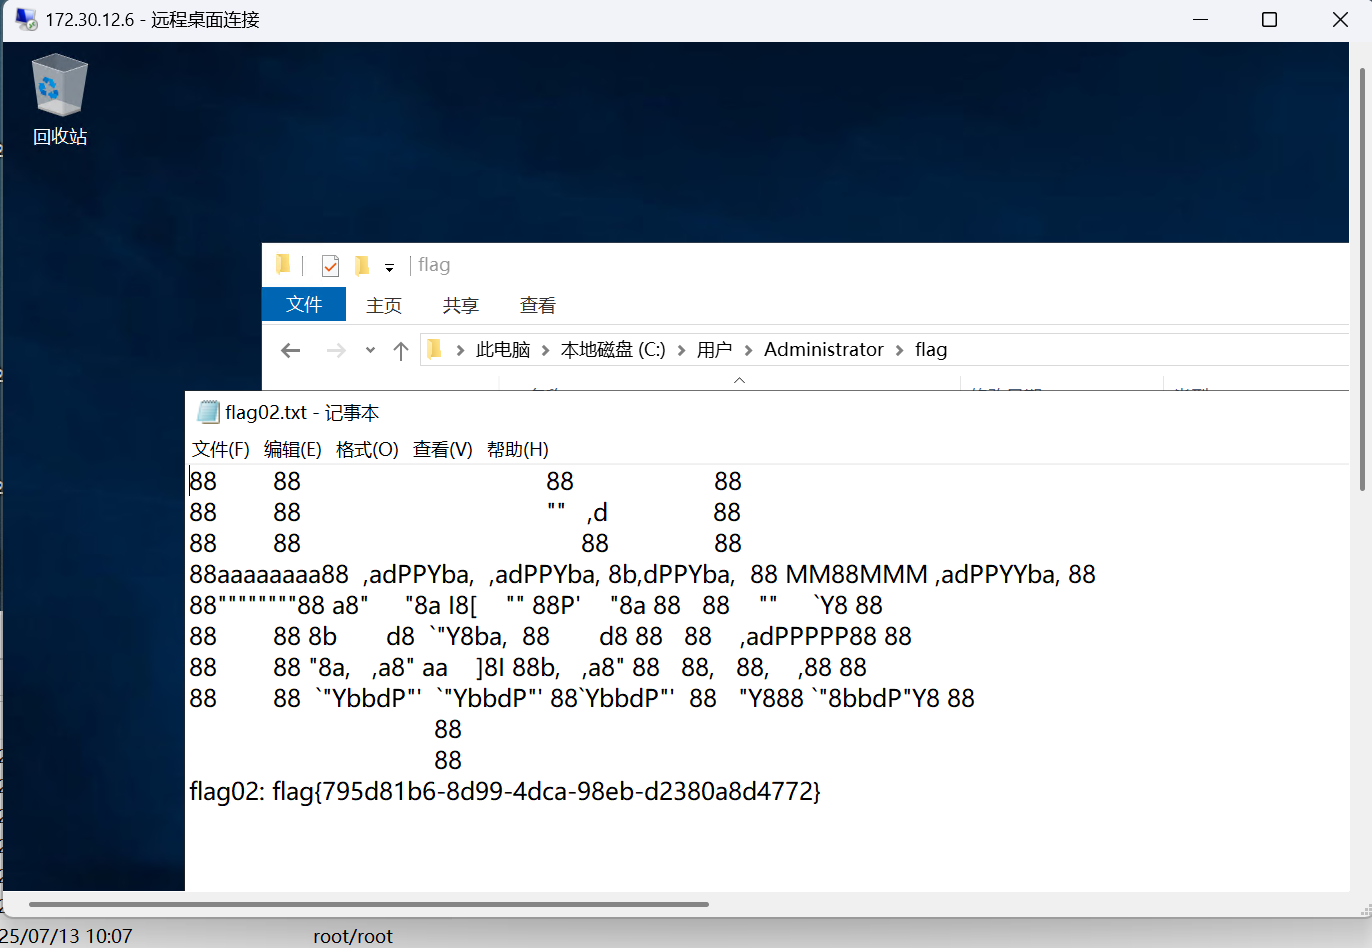 172.30.12.6 - 远程桌面连接
回收站
flag
文件 主页 共享 查看
此电脑 > 本地磁盘 (C:) > 用户 > Administrator > flag
flag02.txt - 记事本
文件(F) 编辑(E) 格式(O) 查看(V) 帮助(H)
88        88                                   88                    88
88        88                                   ""   ,d               88
88        88                                        88               88
88aaaaaaaa88  ,adPPYba,  ,adPPYba, 8b,dPPYba,  88 MM88MMM ,adPPYYba, 88
88""""""""88 a8"     "8a I8[    "" 88P'    "8a 88   88    ""     `Y8 88
88        88 8b       d8  `"Y8ba,  88       d8 88   88    ,adPPPPP88 88
88        88 "8a,   ,a8" aa    ]8I 88b,   ,a8" 88   88,   88,    ,88 88
88        88  `"YbbdP"'  `"YbbdP"' 88`YbbdP"'  88   "Y888 `"8bbdP"Y8 88
                                   88
                                   88
flag02: flag{795d81b6-8d99-4dca-98eb-d2380a8d4772}
25/07/13 10:07 root/root